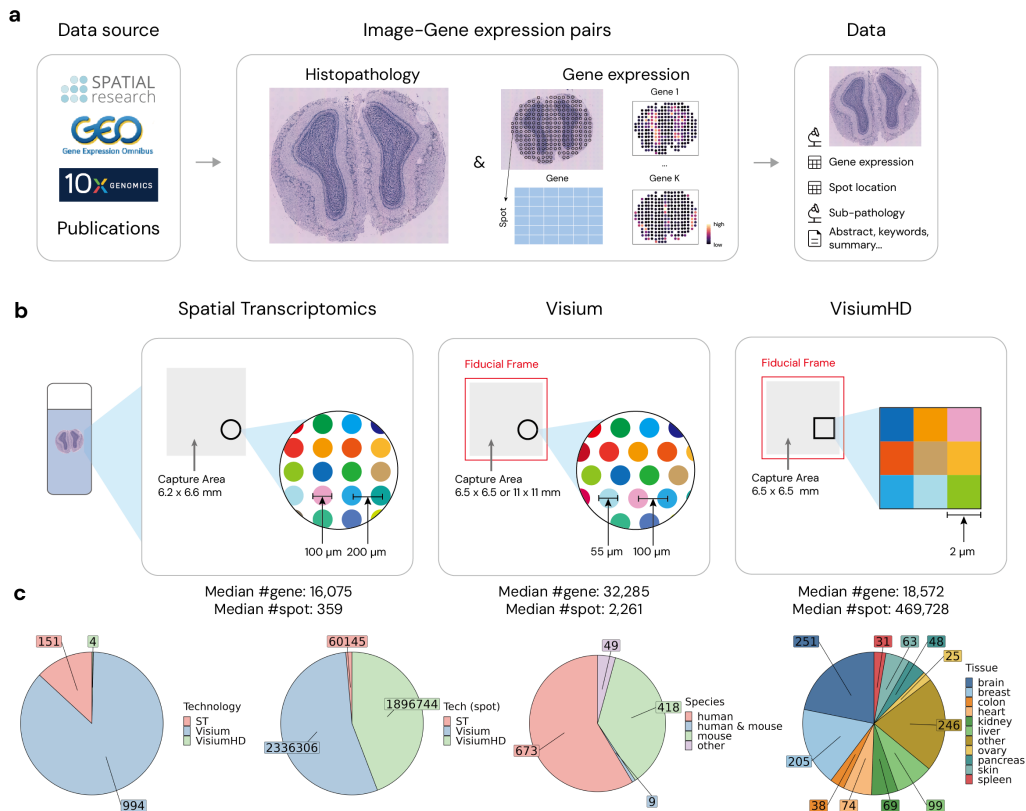 a
Data source
Image-Gene expression pairs
Data
SPATIAL
research
GEO
Gene Expression Omnibus
10X GENOMICS
Publications
Histopathology
&
Gene expression
Gene 1
...
Gene K
Gene
Spot
high
low
Gene expression
Spot location
Sub-pathology
Abstract, keywords,
summary...
b
Spatial Transcriptomics
Visium
VisiumHD
Capture Area
6.2 x 6.6 mm
100 µm
200 µm
Fiducial Frame
Capture Area
6.5 x 6.5 or 11 x 11 mm
55 µm
100 µm
Fiducial Frame
Capture Area
6.5 x 6.5 mm
2 µm
Median #gene: 16,075
Median #spot: 359
Median #gene: 32,285
Median #spot: 2,261
Median #gene: 18,572
Median #spot: 469,728
c
151
4
994
Technology
ST
Visium
VisiumHD
60145
1896744
2336306
Tech (spot)
ST
Visium
VisiumHD
49
418
673
9
Species
human
human & mouse
mouse
other
251
31
63
48
25
246
205
38
74
69
99
Tissue
brain
breast
colon
heart
kidney
liver
other
ovary
pancreas
skin
spleen